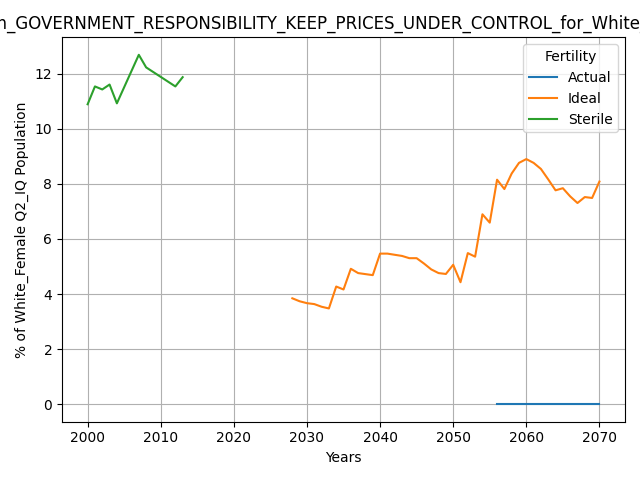 n_GOVERNMENT_RESPONSIBILITY_KEEP_PRICES_UNDER_CONTROL_for_White
Fertility
Actual
Ideal
Sterile
% of White_Female Q2_IQ Population
12
10
8
6
4
2
0
2000 2010 2020 2030 2040 2050 2060 2070
Years